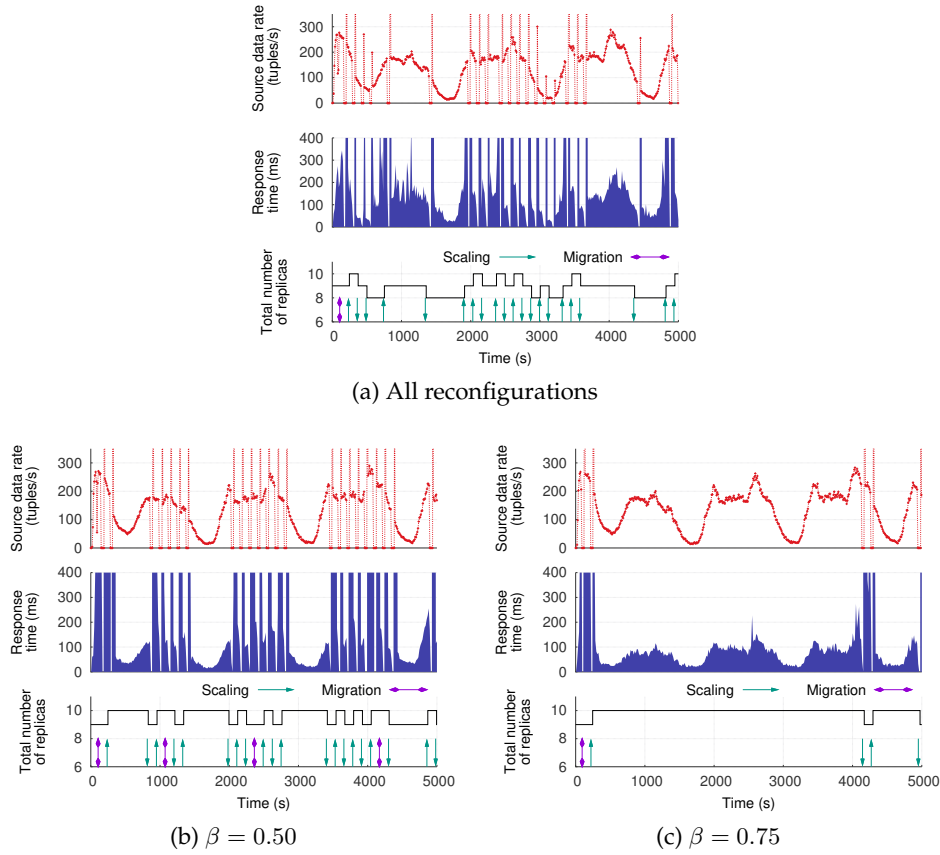 Source data rate
(tuples/s)
300
200
100
0
Response
time (ms)
400
300
200
100
0
Scaling
Migration
Total number
of replicas
10
8
6
0
1000
2000
3000
4000
5000
Time (s)
(a) All reconfigurations
Source data rate
(tuples/s)
300
200
100
0
Response
time (ms)
400
300
200
100
0
Scaling
Migration
Total number
of replicas
10
8
6
0
1000
2000
3000
4000
5000
Time (s)
(b) β = 0.50
Source data rate
(tuples/s)
300
200
100
0
Response
time (ms)
400
300
200
100
0
Scaling
Migration
Total number
of replicas
10
8
6
0
1000
2000
3000
4000
5000
Time (s)
(c) β = 0.75